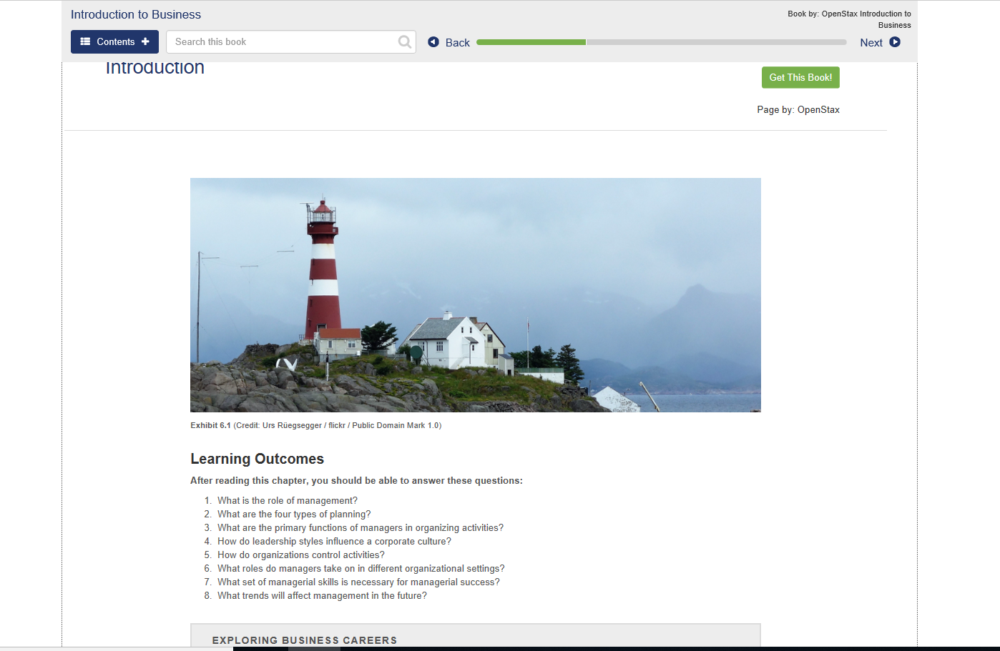 Introduction to Business
Book by: OpenStax Introduction to
Business
Contents
Search this book
Back
Next
Introduction
Get This Book!
Page by: OpenStax
Exhibit 6.1 (Credit: Urs Rüegsegger / flickr / Public Domain Mark 1.0)
Learning Outcomes
After reading this chapter, you should be able to answer these questions:
1. What is the role of management?
2. What are the four types of planning?
3. What are the primary functions of managers in organizing activities?
4. How do leadership styles influence a corporate culture?
5. How do organizations control activities?
6. What roles do managers take on in different organizational settings?
7. What set of managerial skills is necessary for managerial success?
8. What trends will affect management in the future?
EXPLORING BUSINESS CAREERS